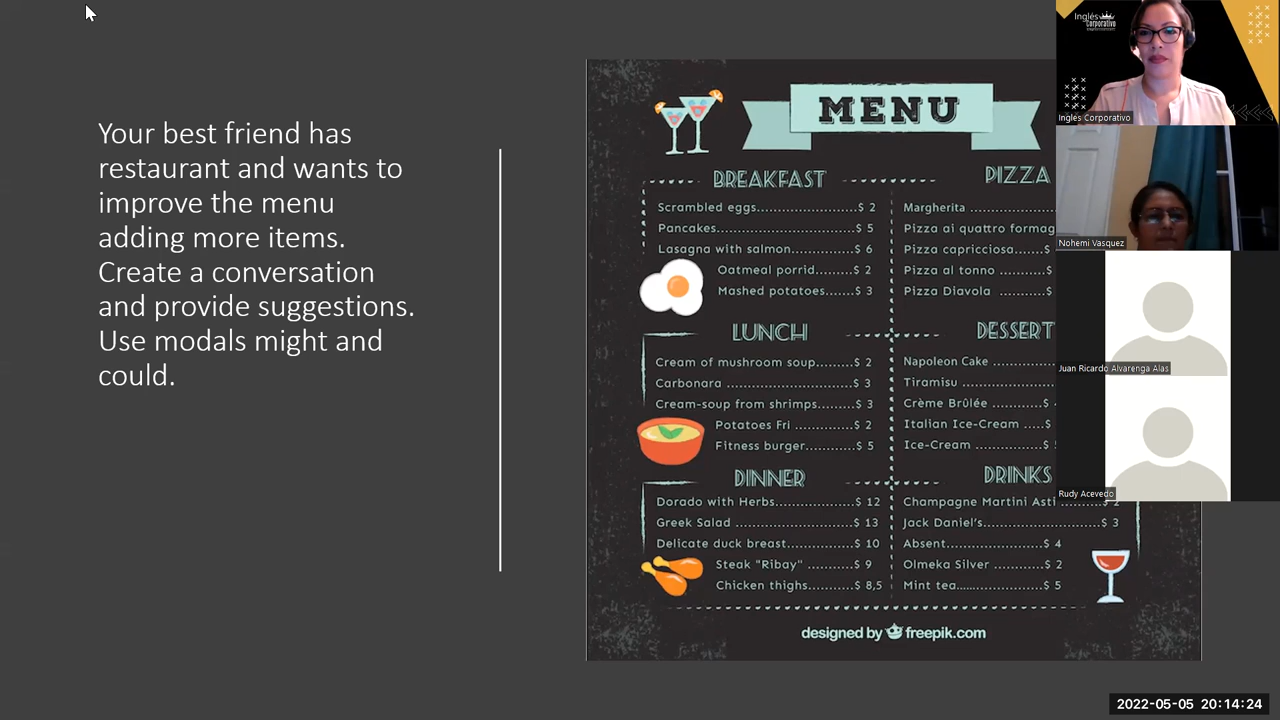 Your best friend has
restaurant and wants to
improve the menu
adding more items.
Create a conversation
and provide suggestions.
Use modals might and
could.
MENU
BREAKFAST
Scrambled eggs..................$ 2
Pancakes...........................$ 5
Lasagna with salmon.........$ 6
Oatmeal porrid..........$ 2
Mashed potatoes.......$ 3
LUNCH
Cream of mushroom soup...$ 2
Carbonara .........................$ 3
Cream-soup from shrimps....$ 3
Potatoes Fri ..............$ 2
Fitness burger...........$ 5
DINNER
Dorado with Herbs..............$ 12
Greek Salad ......................$ 13
Delicate duck breast...........$ 10
Steak "Ribay" ..........$ 9
Chicken thighs.........$ 8,5
PIZZA
Margherita ..................
Pizza ai quattro formag
Pizza capricciosa......$
Pizza al tonno ..........$
Pizza Diavola ..........$
DESSERT
Napoleon Cake ............
Tiramisu ......................
Crème Brûlée .............$
Italian Ice-Cream .....$
Ice-Cream .................$
DRINKS
Champagne Martini Asti
Jack Daniel's.........................$ 3
Absent....................$ 4
Olmeka Silver ..........$ 2
Mint tea..................$ 5
designed by freepik.com
Inglés
Corporativo
Inglés Corporativo
Nohemi Vasquez
Juan Ricardo Alvarenga Alas
Rudy Acevedo
2022-05-05 20:14:24